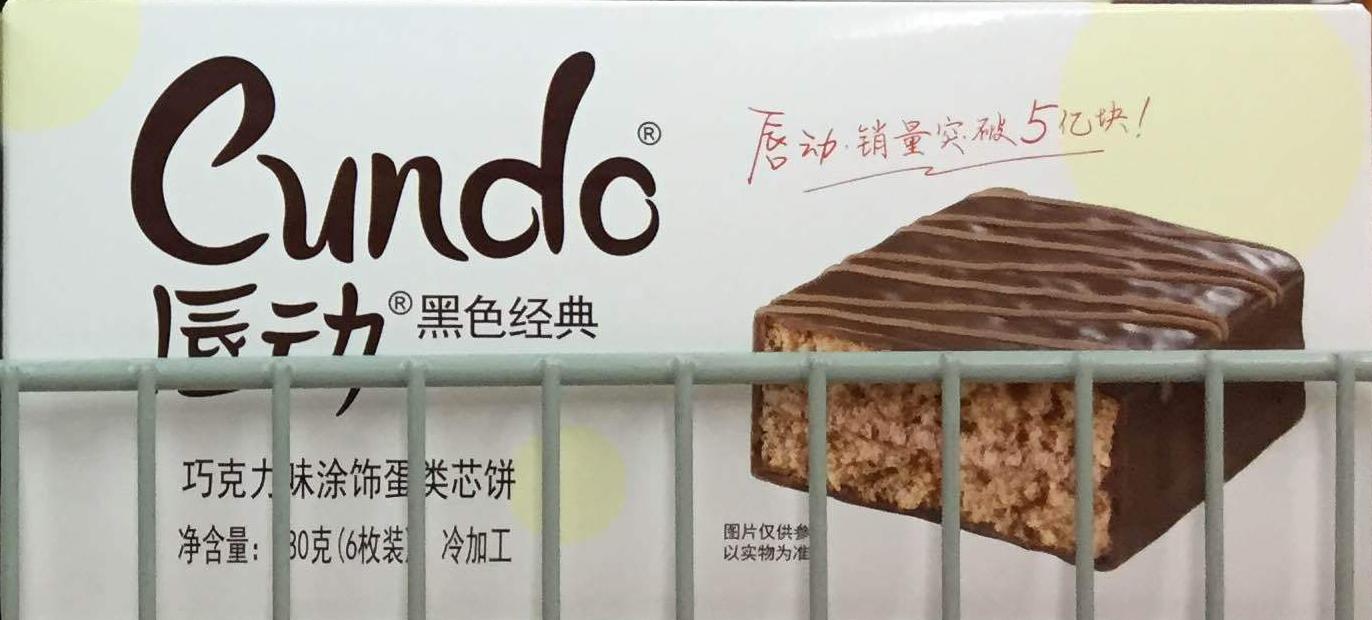 Cundo®
唇动·销量突破5亿块!
唇动®黑色经典
巧克力味涂饰蛋类芯饼
净含量: 80克(6枚装) 冷加工
图片仅供参
以实物为准